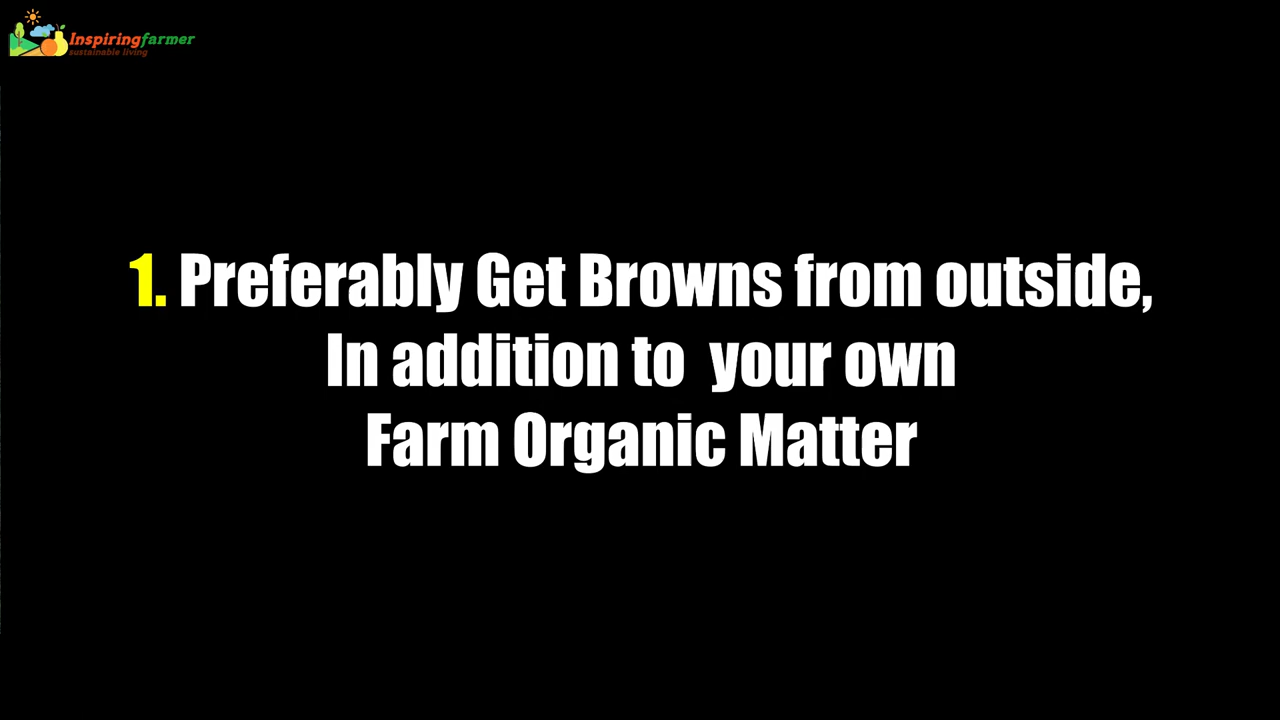 Inspiringfarmer
sustainable living
1. Preferably Get Browns from outside,
In addition to  your own
Farm Organic Matter